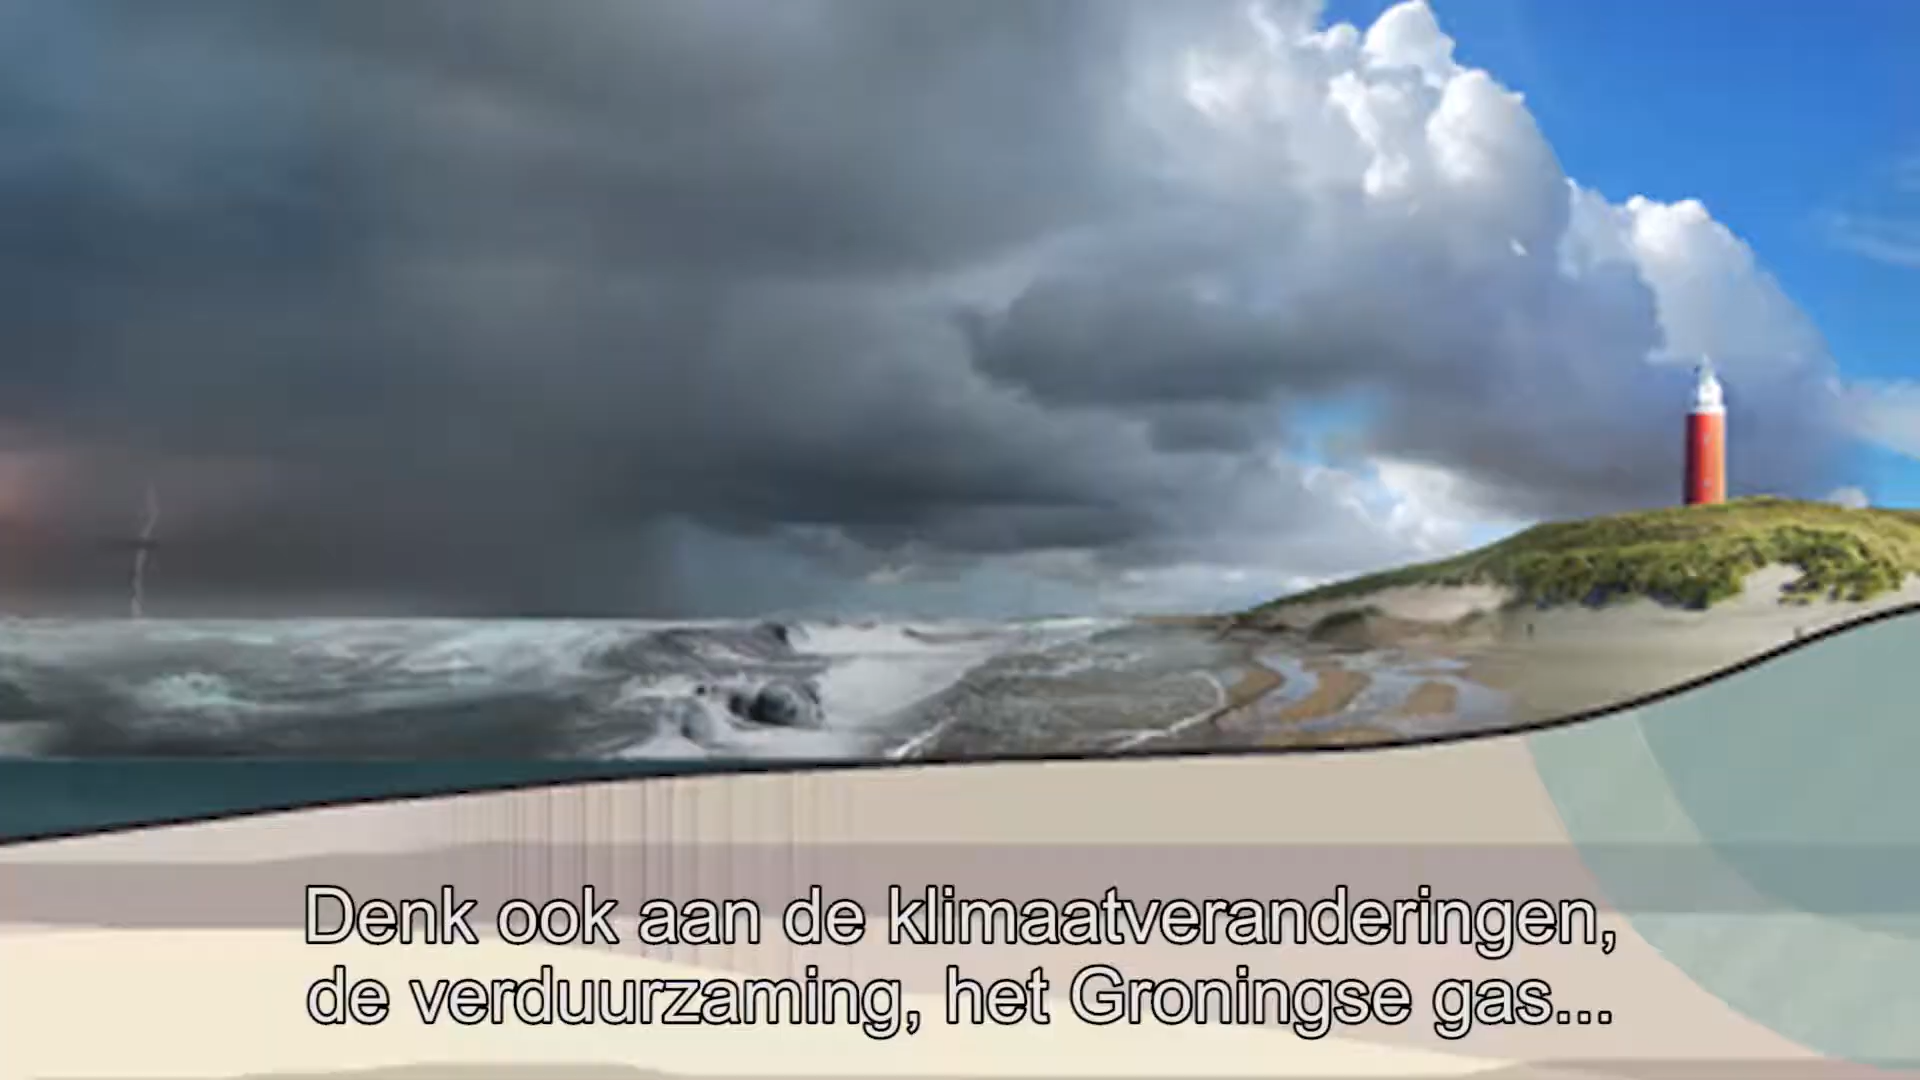 Denk ook aan de klimaatveranderingen,
de verduurzaming, het Groningse gas...